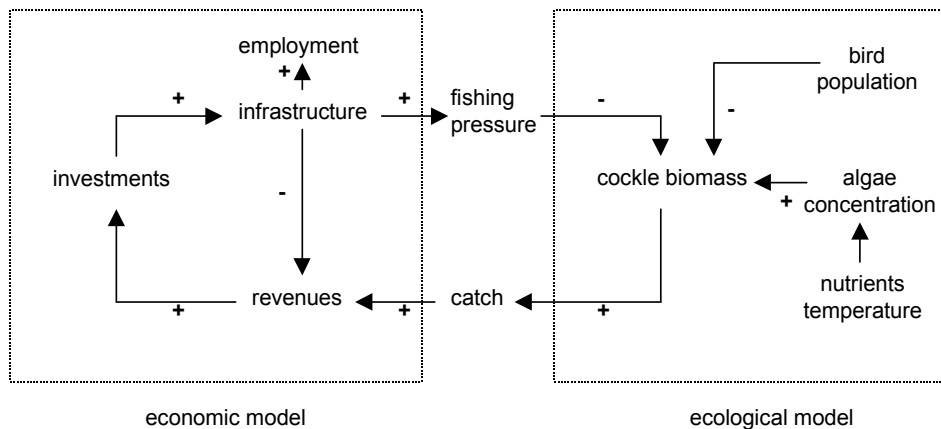 employment
+
+
infrastructure
+
fishing
pressure
-
bird
population
-
investments
-
cockle biomass
+
algae
concentration
revenues
+
+
catch
+
nutrients
temperature
economic model
ecological model